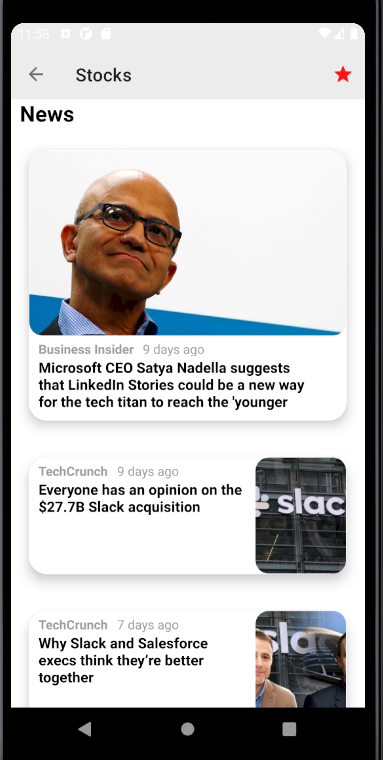 11:58
Stocks
News
Business Insider 9 days ago
Microsoft CEO Satya Nadella suggests
that LinkedIn Stories could be a new way
for the tech titan to reach the 'younger
TechCrunch 9 days ago
Everyone has an opinion on the
$27.7B Slack acquisition
slac
TechCrunch 7 days ago
Why Slack and Salesforce
execs think they're better
together
slac